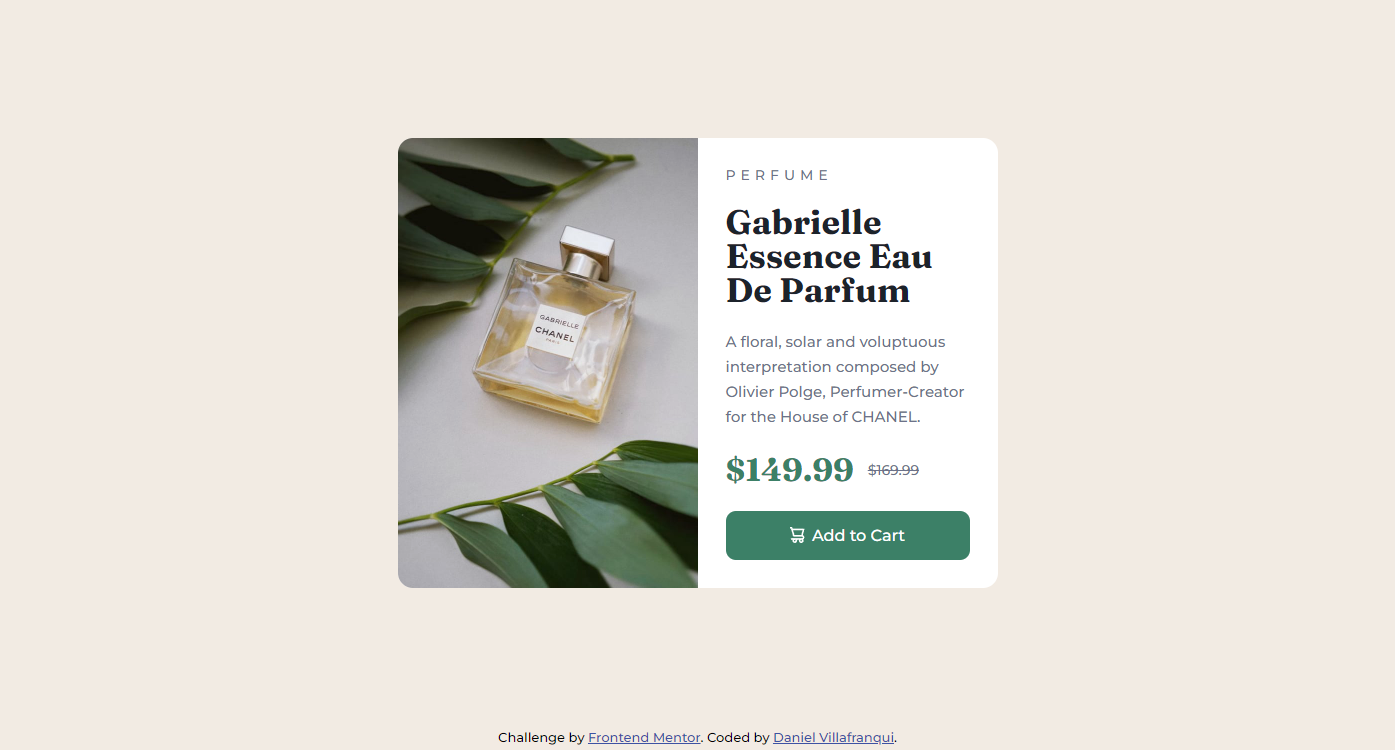 GABRIELLE
CHANEL
PARIS
PERFUME
Gabrielle
Essence Eau
De Parfum
A floral, solar and voluptuous
interpretation composed by
Olivier Polge, Perfumer-Creator
for the House of CHANEL.
$149.99 $169.99
Add to Cart
Challenge by Frontend Mentor. Coded by Daniel Villafranqui.